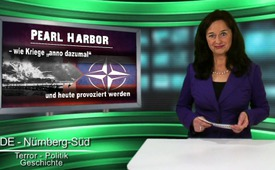 PEARL HARBOR
– wie Kriege „anno dazumal“
und heute provoziert werden
DE - Nürnberg-Süd
Terror - Politik
Geschichte